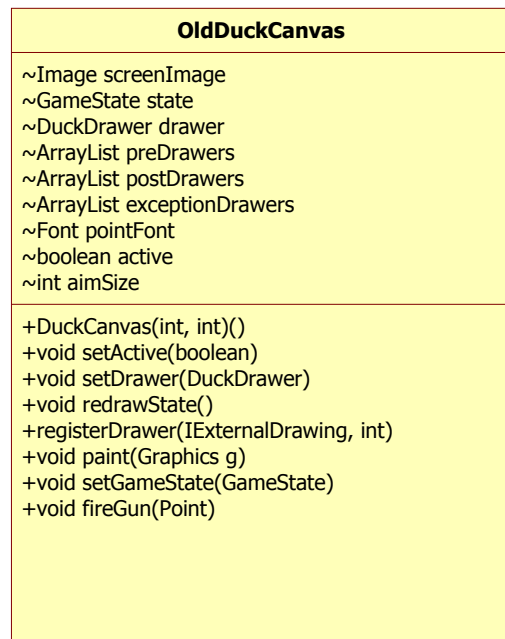 OldDuckCanvas
~Image screenImage
~GameState state
~DuckDrawer drawer
~ArrayList preDrawers
~ArrayList postDrawers
~ArrayList exceptionDrawers
~Font pointFont
~boolean active
~int aimSize
+DuckCanvas(int, int)()
+void setActive(boolean)
+void setDrawer(DuckDrawer)
+void redrawState()
+registerDrawer(IExternalDrawing, int)
+void paint(Graphics g)
+void setGameState(GameState)
+void fireGun(Point)